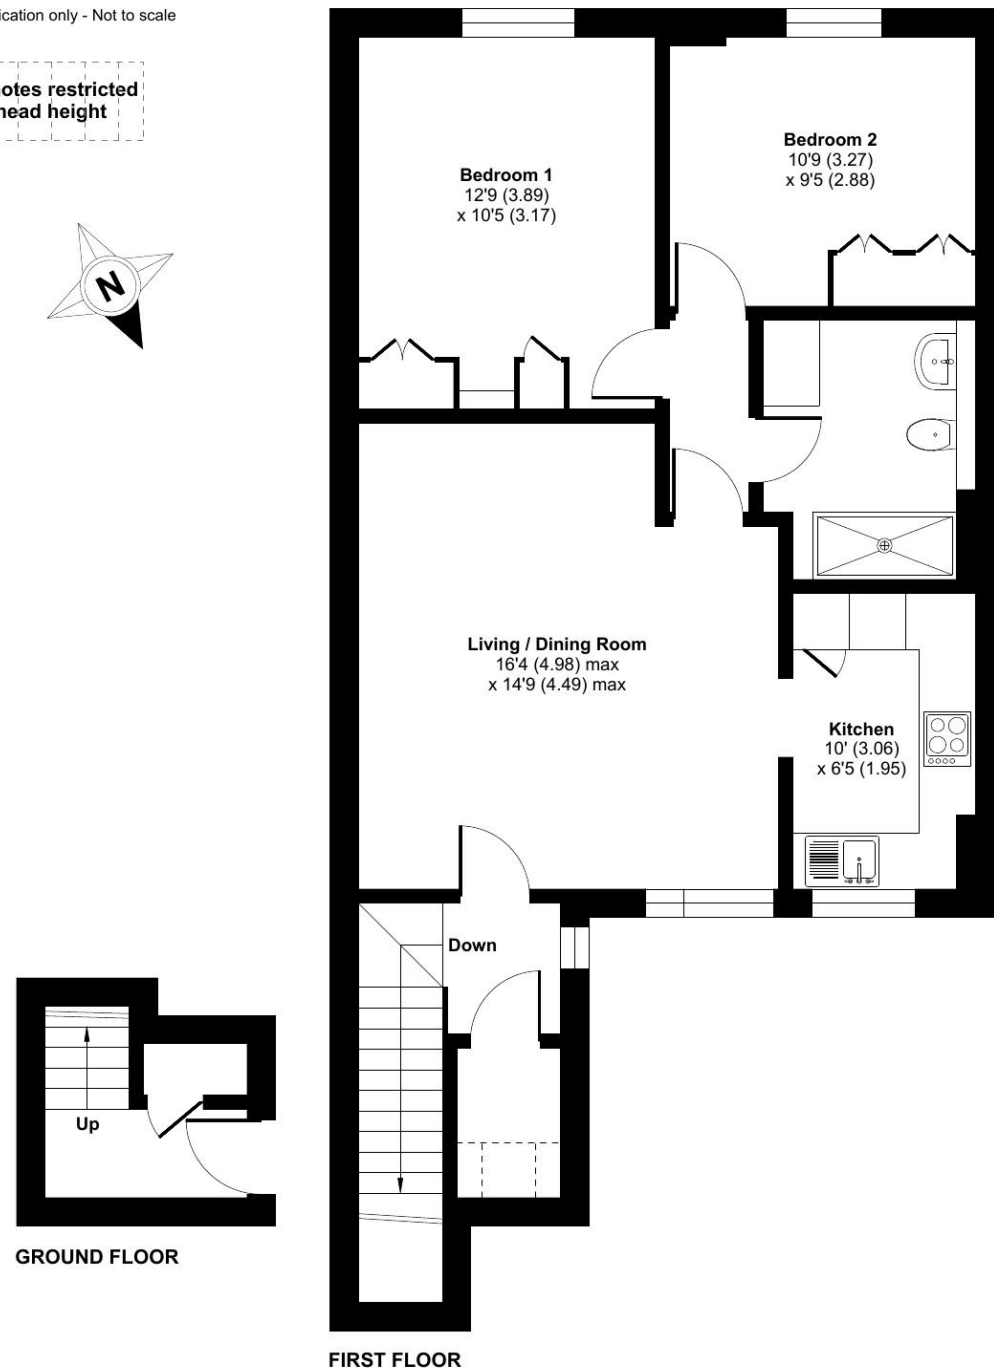 ication only - Not to scale
otes restricted
head height
N
Bedroom 1
12'9 (3.89)
x 10'5 (3.17)
Bedroom 2
10'9 (3.27)
x 9'5 (2.88)
Living / Dining Room
16'4 (4.98) max
x 14'9 (4.49) max
Kitchen
10' (3.06)
x 6'5 (1.95)
Down
Up
GROUND FLOOR
FIRST FLOOR